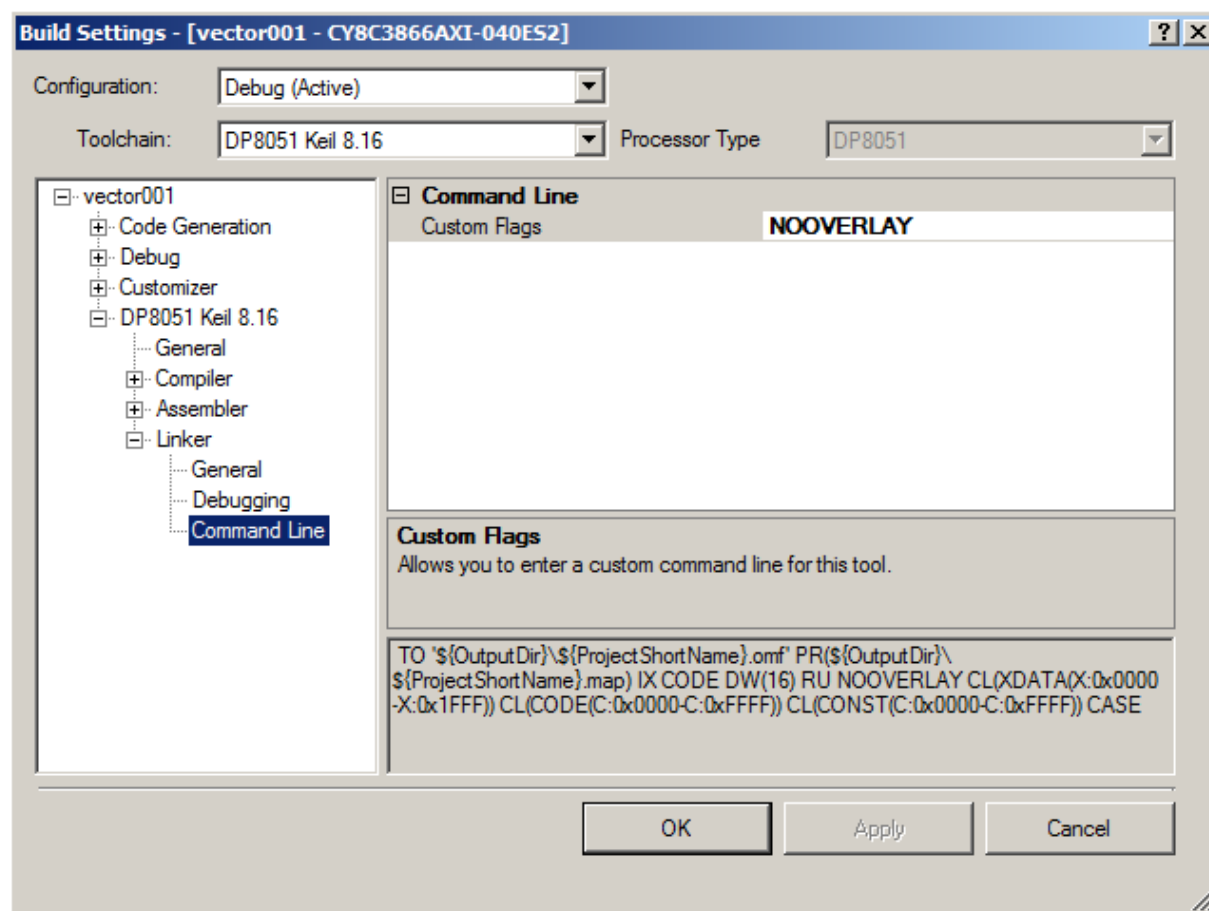 Build Settings - [vector001 - CY8C3866AXI-040ES2]
Configuration: Debug (Active)
Toolchain: DP8051 Keil 8.16 Processor Type DP8051
vector001
Code Generation
Debug
Customizer
DP8051 Keil 8.16
General
Compiler
Assembler
Linker
General
Debugging
Command Line
Command Line
Custom Flags NOOVERLAY
Custom Flags
Allows you to enter a custom command line for this tool.
TO "${OutputDir}\${ProjectShortName}.omf" PR(${OutputDir}\
${ProjectShortName}.map) IX CODE DW(16) RU NOOVERLAY CL(XDATA(X:0x0000
-X:0x1FFF)) CL(CODE(C:0x0000-C:0xFFFF)) CL(CONST(C:0x0000-C:0xFFFF)) CASE
OK Apply Cancel